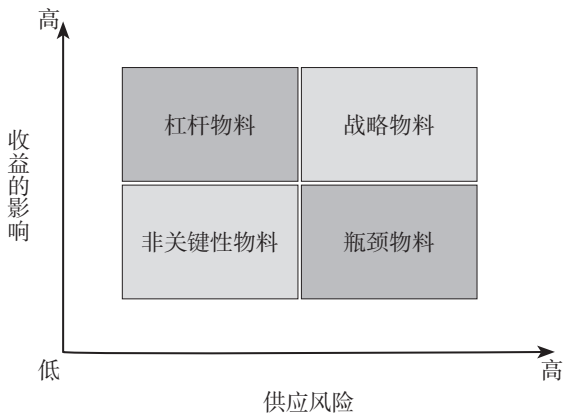 高
杠杆物料
战略物料
收益的影响
非关键性物料
瓶颈物料
低
高
供应风险